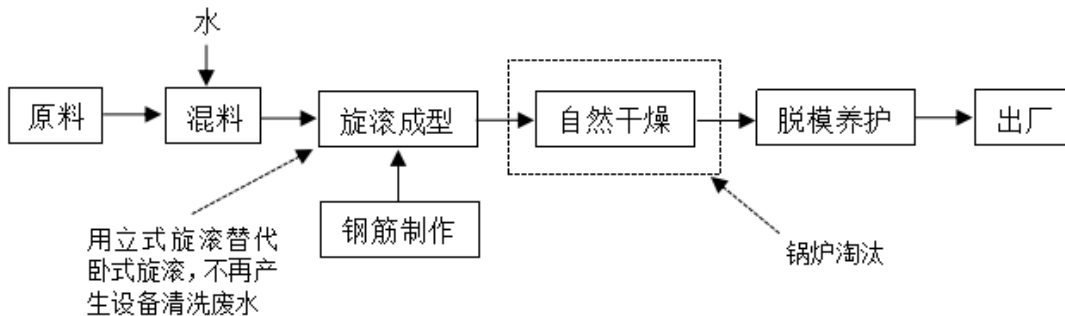 水
原料
混料
旋滚成型
自然干燥
脱模养护
出厂
钢筋制作
用立式旋滚替代
卧式旋滚，不再产
生设备清洗废水
锅炉淘汰